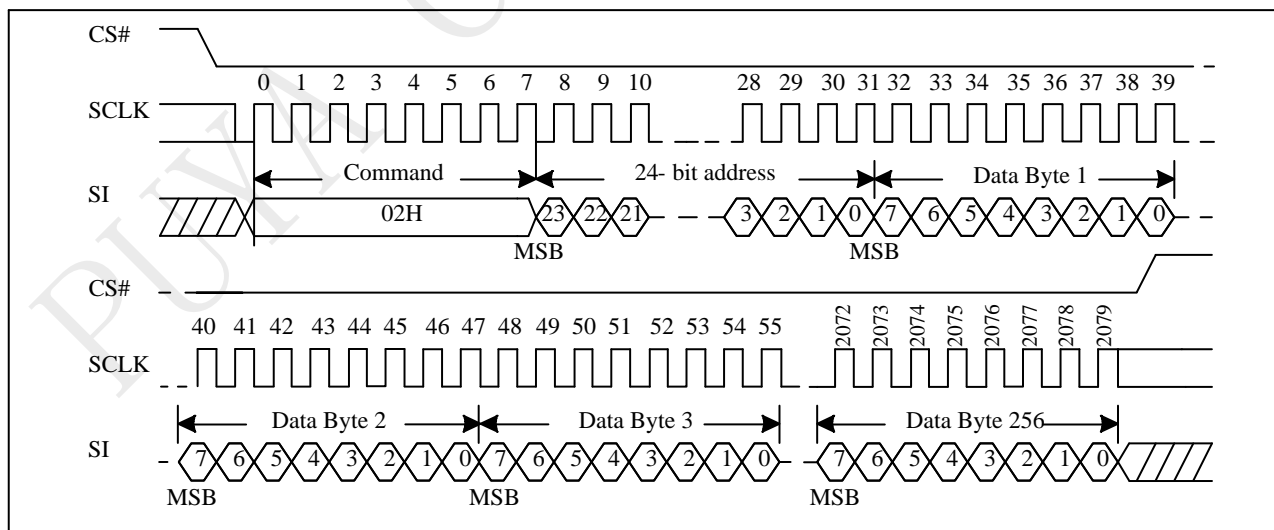 PUYA
CS#
0 1 2 3 4 5 6 7 8 9 10 28 29 30 31 32 33 34 35 36 37 38 39
SCLK
Command 24- bit address Data Byte 1
SI
02H 23 22 21 3 2 1 0 7 6 5 4 3 2 1 0
MSB MSB
CS#
40 41 42 43 44 45 46 47 48 49 50 51 52 53 54 55 2072 2073 2074 2075 2076 2077 2078 2079
SCLK
Data Byte 2 Data Byte 3 Data Byte 256
SI
7 6 5 4 3 2 1 0 7 6 5 4 3 2 1 0 7 6 5 4 3 2 1 0
MSB MSB MSB